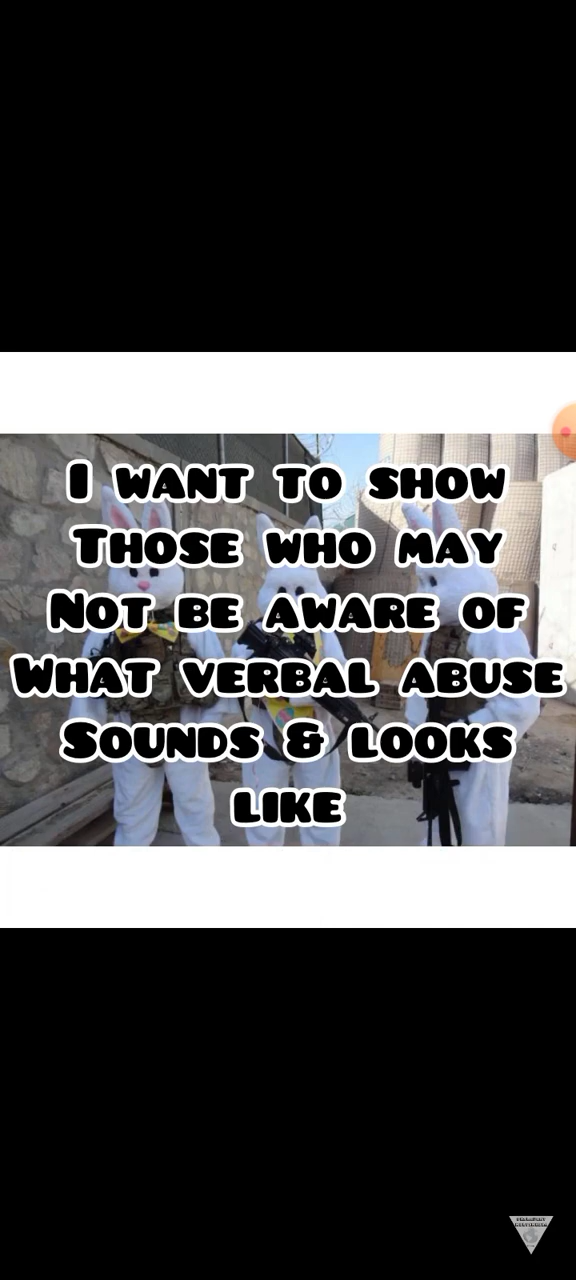 I WANT TO SHOW
THOSE WHO MAY
NOT BE AWARE OF
WHAT VERBAL ABUSE
SOUNDS & LOOKS
LIKE